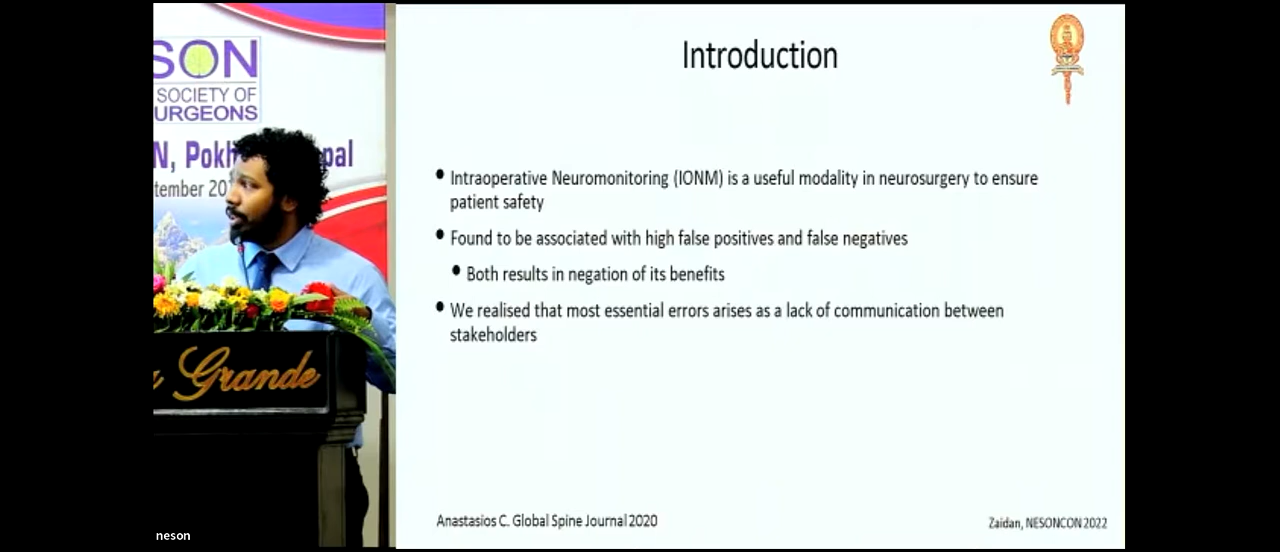 SON
SOCIETY OF
URGEONS
N, Pokh pal
tember 20
Grande
neson
Introduction
• Intraoperative Neuromonitoring (IONM) is a useful modality in neurosurgery to ensure
patient safety
• Found to be associated with high false positives and false negatives
• Both results in negation of its benefits
• We realised that most essential errors arises as a lack of communication between
stakeholders
Anastasios C. Global Spine Journal 2020
Zaidan, NESONCON 2022